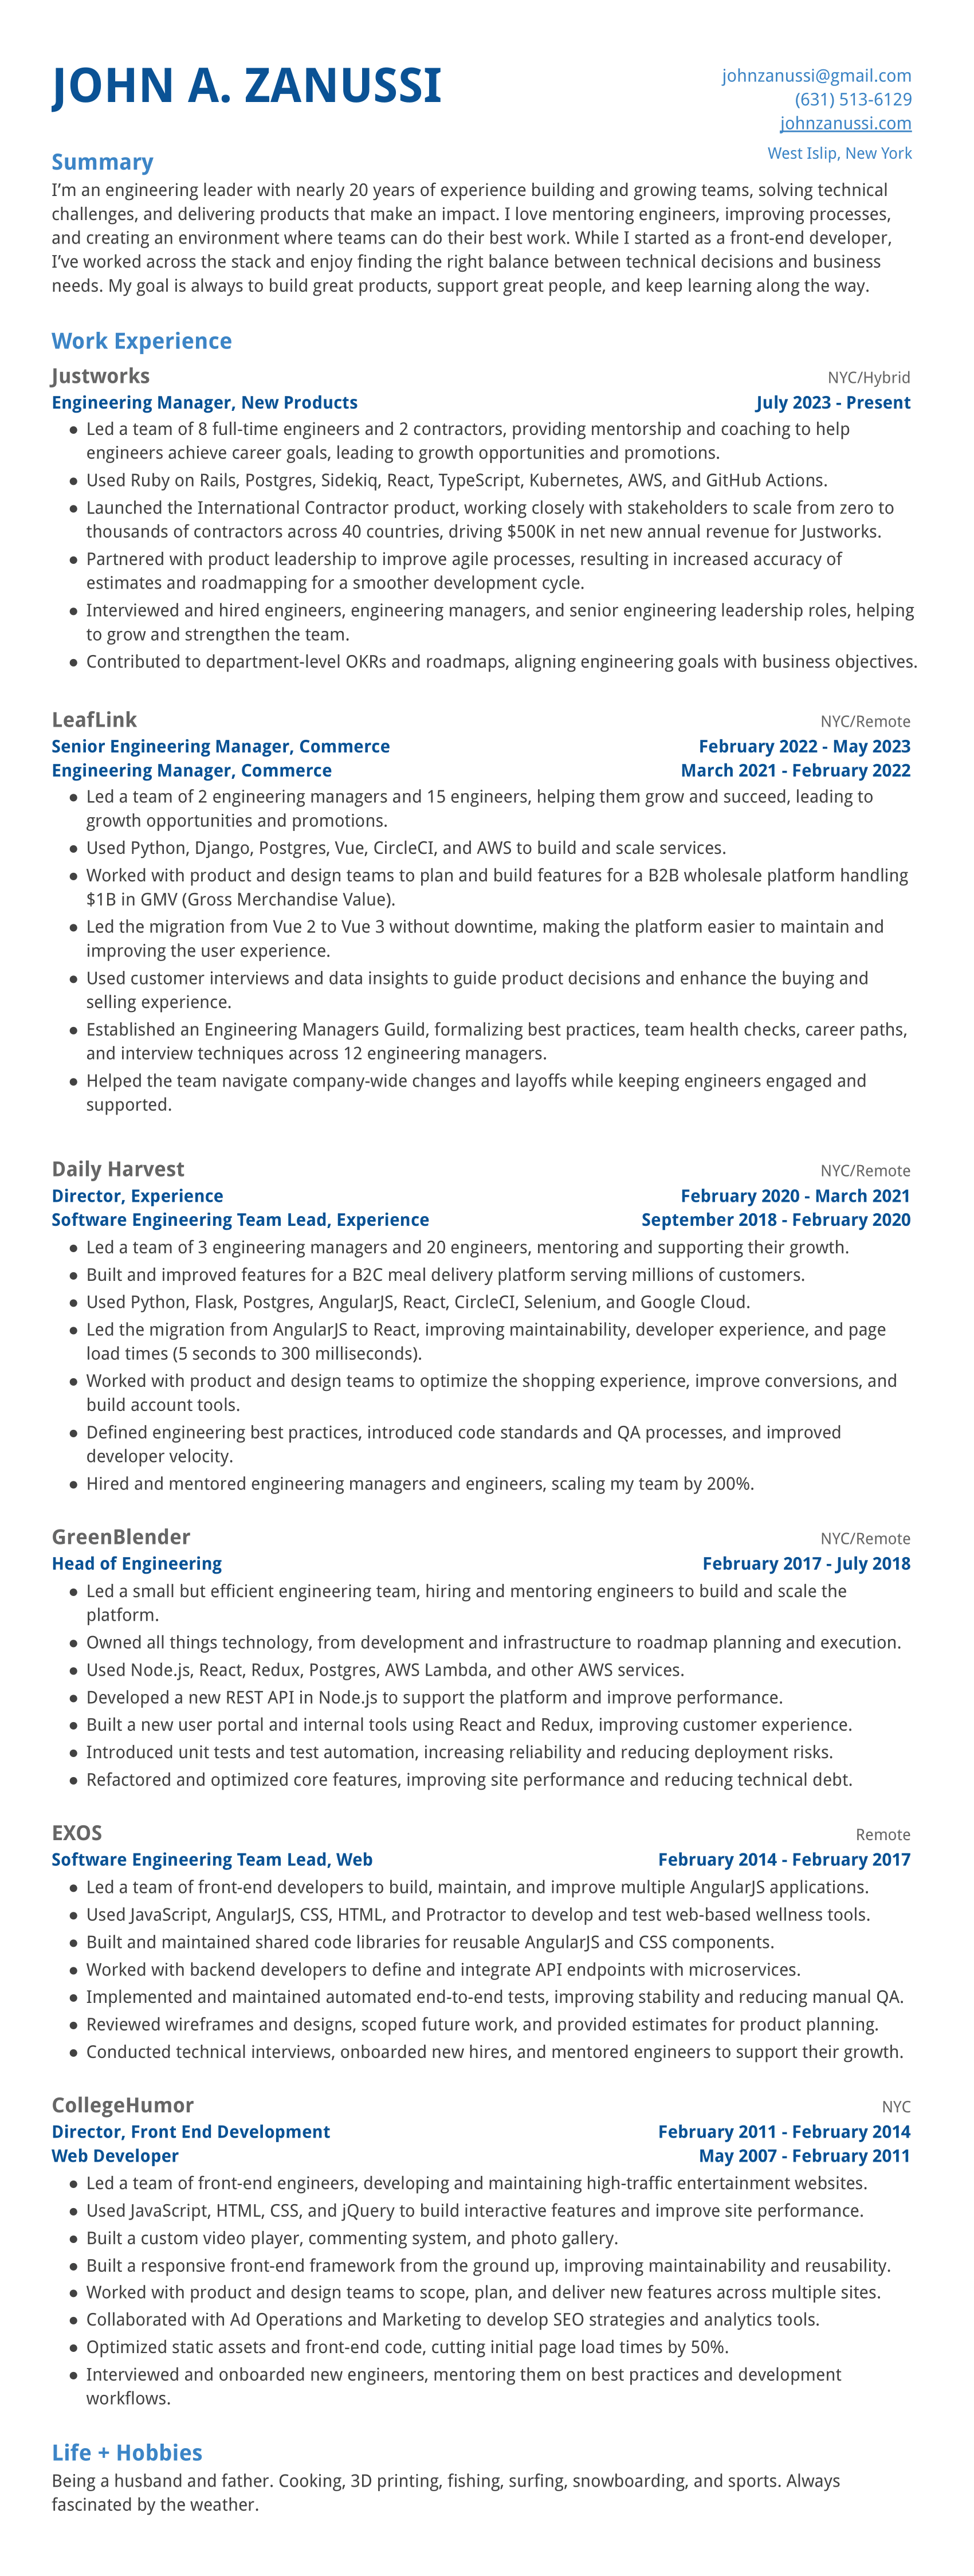 JOHN A. ZANUSSI
johnzanussi@gmail.com
(631) 513-6129
johnzanussi.com
West Islip, New York
Summary
I’m an engineering leader with nearly 20 years of experience building and growing teams, solving technical
challenges, and delivering products that make an impact. I love mentoring engineers, improving processes,
and creating an environment where teams can do their best work. While I started as a front-end developer,
I’ve worked across the stack and enjoy finding the right balance between technical decisions and business
needs. My goal is always to build great products, support great people, and keep learning along the way.
Work Experience
Justworks NYC/Hybrid
Engineering Manager, New Products July 2023 - Present
● Led a team of 8 full-time engineers and 2 contractors, providing mentorship and coaching to help
engineers achieve career goals, leading to growth opportunities and promotions.
● Used Ruby on Rails, Postgres, Sidekiq, React, TypeScript, Kubernetes, AWS, and GitHub Actions.
● Launched the International Contractor product, working closely with stakeholders to scale from zero to
thousands of contractors across 40 countries, driving $500K in net new annual revenue for Justworks.
● Partnered with product leadership to improve agile processes, resulting in increased accuracy of
estimates and roadmapping for a smoother development cycle.
● Interviewed and hired engineers, engineering managers, and senior engineering leadership roles, helping
to grow and strengthen the team.
● Contributed to department-level OKRs and roadmaps, aligning engineering goals with business objectives.
LeafLink NYC/Remote
Senior Engineering Manager, Commerce February 2022 - May 2023
Engineering Manager, Commerce March 2021 - February 2022
● Led a team of 2 engineering managers and 15 engineers, helping them grow and succeed, leading to
growth opportunities and promotions.
● Used Python, Django, Postgres, Vue, CircleCI, and AWS to build and scale services.
● Worked with product and design teams to plan and build features for a B2B wholesale platform handling
$1B in GMV (Gross Merchandise Value).
● Led the migration from Vue 2 to Vue 3 without downtime, making the platform easier to maintain and
improving the user experience.
● Used customer interviews and data insights to guide product decisions and enhance the buying and
selling experience.
● Established an Engineering Managers Guild, formalizing best practices, team health checks, career paths,
and interview techniques across 12 engineering managers.
● Helped the team navigate company-wide changes and layoffs while keeping engineers engaged and
supported.
Daily Harvest NYC/Remote
Director, Experience February 2020 - March 2021
Software Engineering Team Lead, Experience September 2018 - February 2020
● Led a team of 3 engineering managers and 20 engineers, mentoring and supporting their growth.
● Built and improved features for a B2C meal delivery platform serving millions of customers.
● Used Python, Flask, Postgres, AngularJS, React, CircleCI, Selenium, and Google Cloud.
● Led the migration from AngularJS to React, improving maintainability, developer experience, and page
load times (5 seconds to 300 milliseconds).
● Worked with product and design teams to optimize the shopping experience, improve conversions, and
build account tools.
● Defined engineering best practices, introduced code standards and QA processes, and improved
developer velocity.
● Hired and mentored engineering managers and engineers, scaling my team by 200%.
GreenBlender NYC/Remote
Head of Engineering February 2017 - July 2018
● Led a small but efficient engineering team, hiring and mentoring engineers to build and scale the
platform.
● Owned all things technology, from development and infrastructure to roadmap planning and execution.
● Used Node.js, React, Redux, Postgres, AWS Lambda, and other AWS services.
● Developed a new REST API in Node.js to support the platform and improve performance.
● Built a new user portal and internal tools using React and Redux, improving customer experience.
● Introduced unit tests and test automation, increasing reliability and reducing deployment risks.
● Refactored and optimized core features, improving site performance and reducing technical debt.
EXOS Remote
Software Engineering Team Lead, Web February 2014 - February 2017
● Led a team of front-end developers to build, maintain, and improve multiple AngularJS applications.
● Used JavaScript, AngularJS, CSS, HTML, and Protractor to develop and test web-based wellness tools.
● Built and maintained shared code libraries for reusable AngularJS and CSS components.
● Worked with backend developers to define and integrate API endpoints with microservices.
● Implemented and maintained automated end-to-end tests, improving stability and reducing manual QA.
● Reviewed wireframes and designs, scoped future work, and provided estimates for product planning.
● Conducted technical interviews, onboarded new hires, and mentored engineers to support their growth.
CollegeHumor NYC
Director, Front End Development February 2011 - February 2014
Web Developer May 2007 - February 2011
● Led a team of front-end engineers, developing and maintaining high-traffic entertainment websites.
● Used JavaScript, HTML, CSS, and jQuery to build interactive features and improve site performance.
● Built a custom video player, commenting system, and photo gallery.
● Built a responsive front-end framework from the ground up, improving maintainability and reusability.
● Worked with product and design teams to scope, plan, and deliver new features across multiple sites.
● Collaborated with Ad Operations and Marketing to develop SEO strategies and analytics tools.
● Optimized static assets and front-end code, cutting initial page load times by 50%.
● Interviewed and onboarded new engineers, mentoring them on best practices and development
workflows.
Life + Hobbies
Being a husband and father. Cooking, 3D printing, fishing, surfing, snowboarding, and sports. Always
fascinated by the weather.